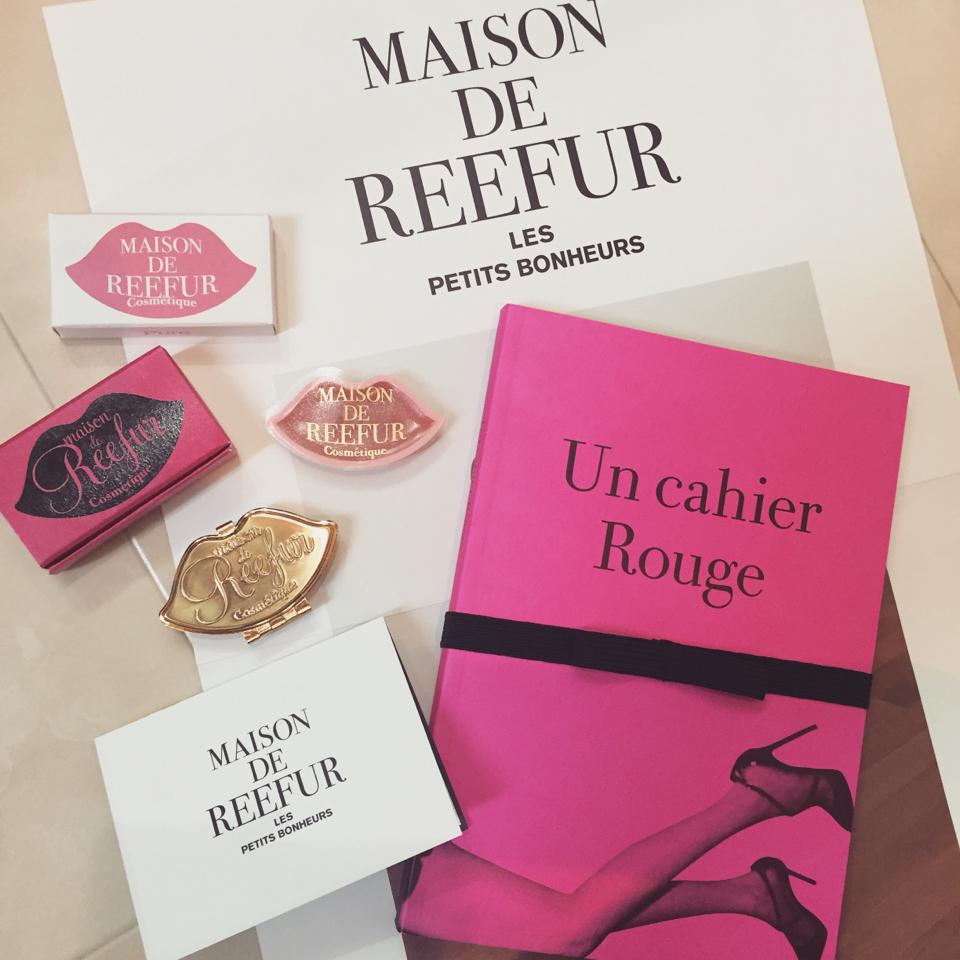 MAISON
DE
REEFUR
LES
PETITS BONHEURS
MAISON
DE
REEFUR
Cosmétique
Pure
maison
de
Reefur
Cosmétique
MAISON
DE
REEFUR
Cosmétique
maison
de
Reefur
Cosmétique
Un cahier
Rouge
MAISON
DE
REEFUR
LES
PETITS BONHEURS